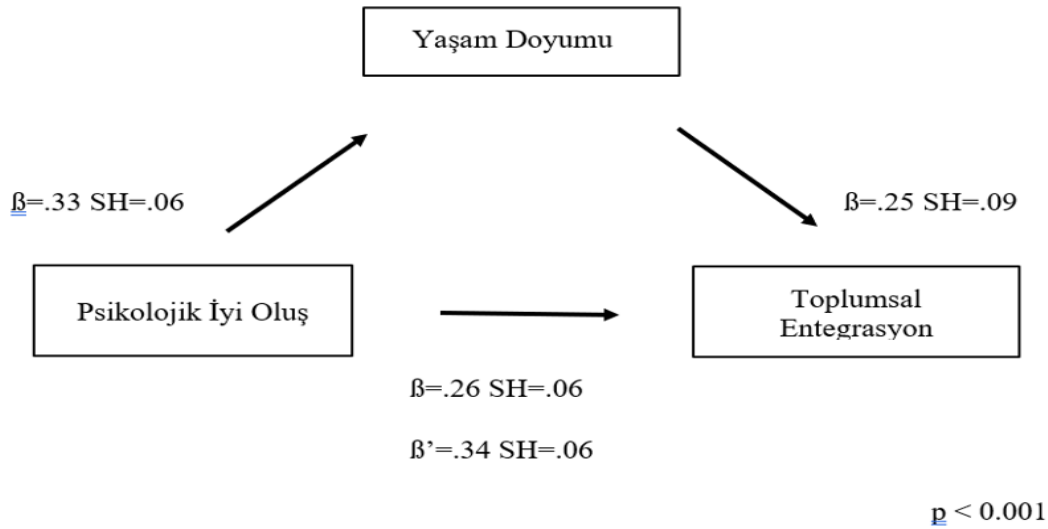 Yaşam Doyumu
ß=.33 SH=.06
ß=.25 SH=.09
Psikolojik İyi Oluş
Toplumsal
Entegrasyon
ß=.26 SH=.06
ß’=.34 SH=.06
p < 0.001